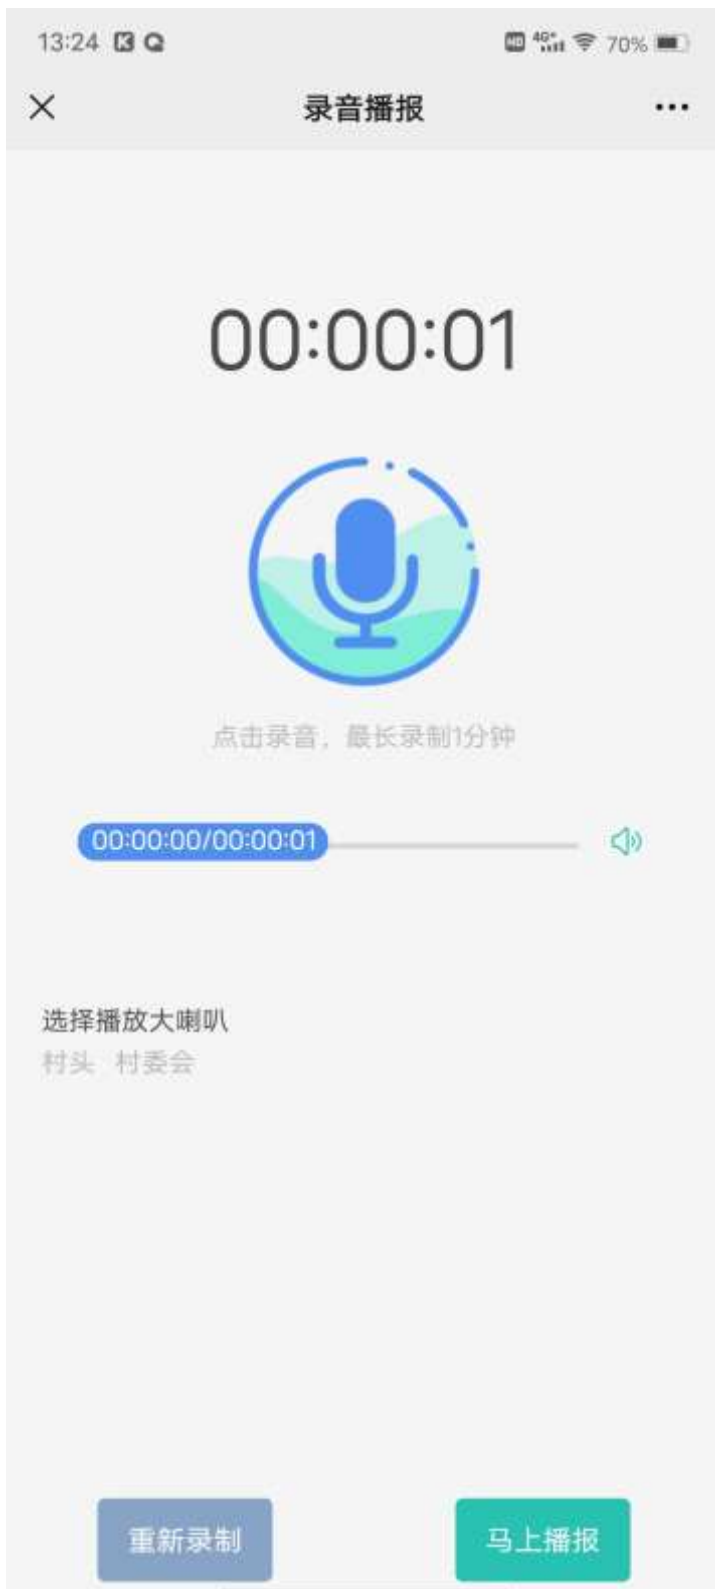 13:24 HD 4G+ 70%
录音播报
00:00:01
点击录音，最长录制1分钟
00:00:00/00:00:01
选择播放大喇叭
村头 村委会
重新录制 马上播报